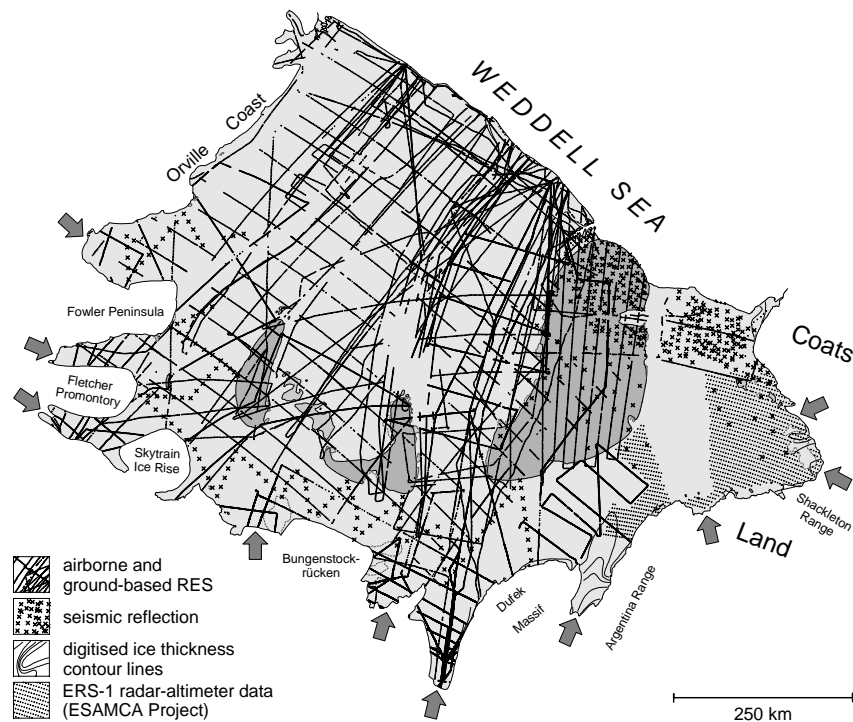 WEDDELL SEA
Orville Coast
Fowler Peninsula
Fletcher
Promontory
Skytrain
Ice Rise
Coats
Land
Shackleton
Range
Bungenstock-
rücken
Dufek
Massif
Argentina Range
airborne and
ground-based RES
seismic reflection
digitised ice thickness
contour lines
ERS-1 radar-altimeter data
(ESAMCA Project)
250 km